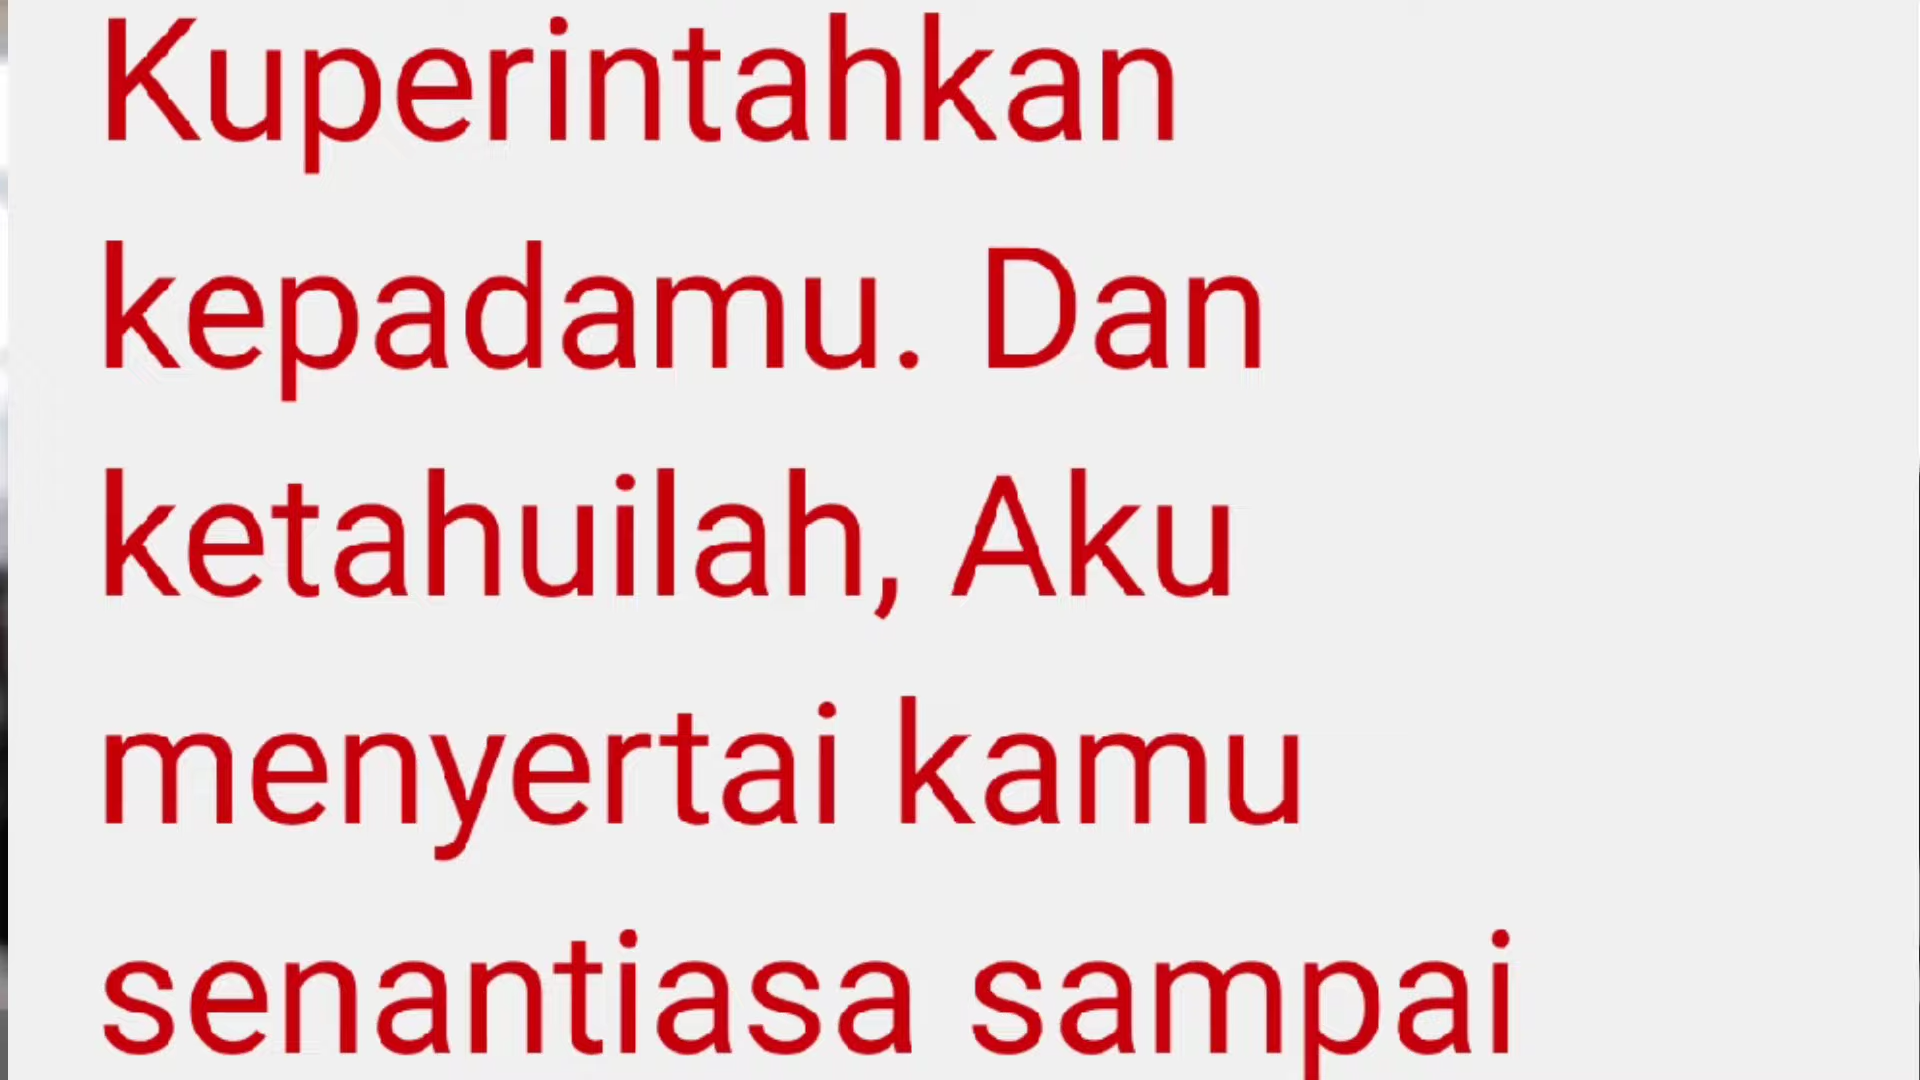 Kuperintahkan
kepadamu. Dan
ketahuilah, Aku
menyertai kamu
senantiasa sampai